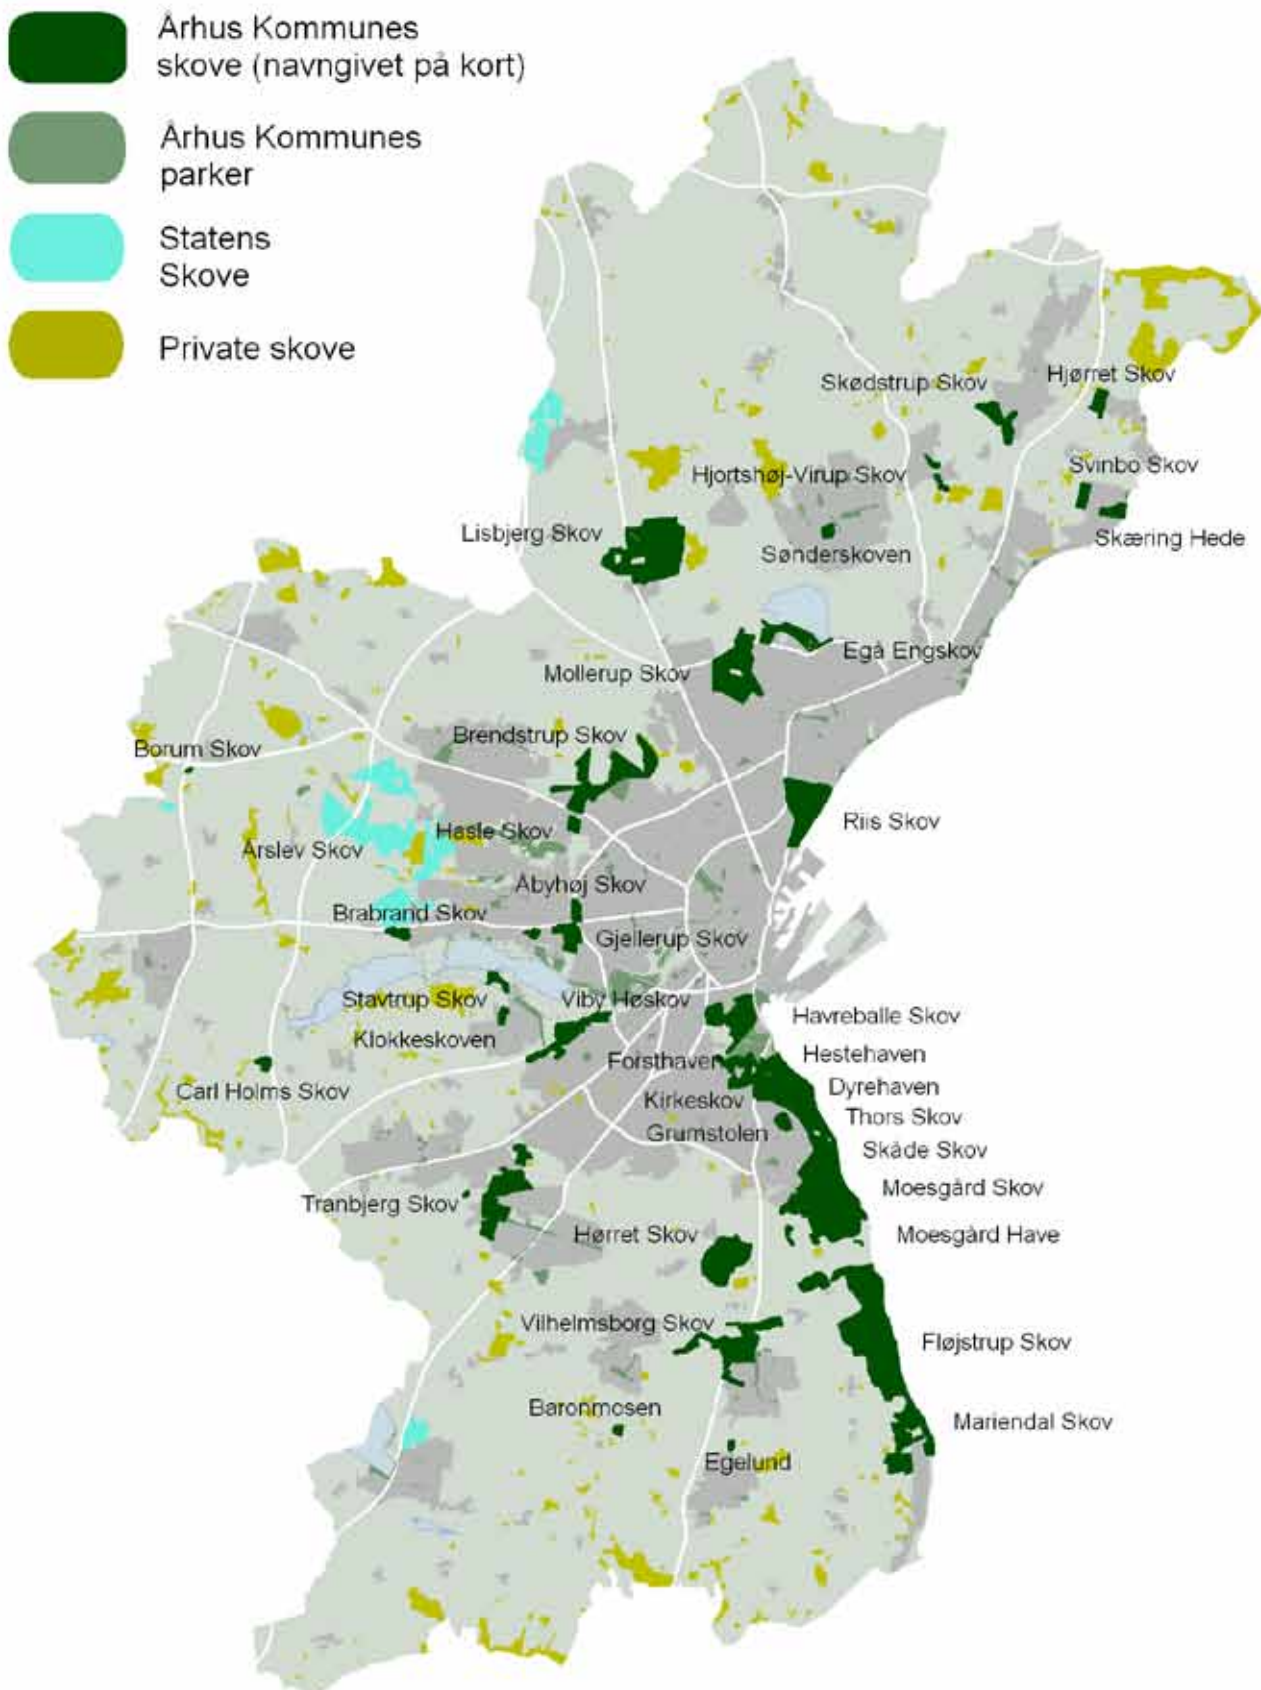 Århus Kommunes
skove (navngivet på kort)
Århus Kommunes
parker
Statens
Skove
Private skove
Skødstrup Skov
Hjørret Skov
Hjortshøj-Virup Skov
Svinbo Skov
Lisbjerg Skov
Sønderskoven
Skæring Hede
Mollerup Skov
Egå Engskov
Brendstrup Skov
Borum Skov
Hasle Skov
Riis Skov
Årslev Skov
Åbyhøj Skov
Brabrand Skov
Gjellerup Skov
Stavtrup Skov
Viby Høskov
Havreballe Skov
Klokkeskoven
Forsthaven
Hestehaven
Carl Holms Skov
Kirkeskov
Dyrehaven
Thors Skov
Grumstolen
Skåde Skov
Tranbjerg Skov
Moesgård Skov
Hørret Skov
Moesgård Have
Vilhelmsborg Skov
Fløjstrup Skov
Baronmosen
Mariendal Skov
Egelund